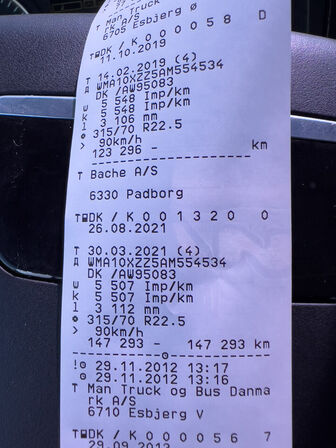 T Man Truck
rk A/S
6705 Esbjerg Ø
T DK / K 0 0 0 0 5 8 D
11.10.2019
T 14.02.2019 (4)
A WMA10XZZ5AM554534
DK /AW95083
w 5 548 Imp/km
k 5 548 Imp/km
l 3 106 mm
315/70 R22.5
> 90km/h
123 296 - km
T Bache A/S
6330 Padborg
T DK / K 0 0 1 3 2 0 0
26.08.2021
T 30.03.2021 (4)
A WMA10XZZ5AM554534
DK /AW95083
w 5 507 Imp/km
k 5 507 Imp/km
l 3 112 mm
315/70 R22.5
> 90km/h
147 293 - 147 293 km
! 29.11.2012 13:17
29.11.2012 13:16
T Man Truck og Bus Danma
rk A/S
6710 Esbjerg V
T DK / K 0 0 0 0 5 6 7